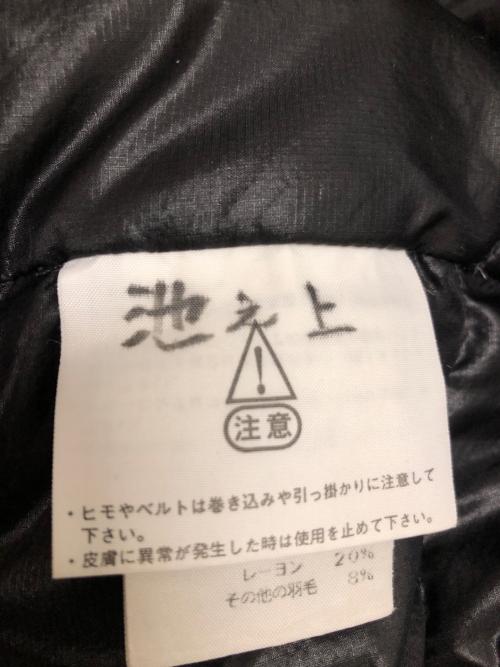 池之上
!
注意
・ヒモやベルトは巻き込みや引っ掛かりに注意して
下さい。
・皮膚に異常が発生した時は使用を止めて下さい。
レーヨン 20%
その他の羽毛 8%